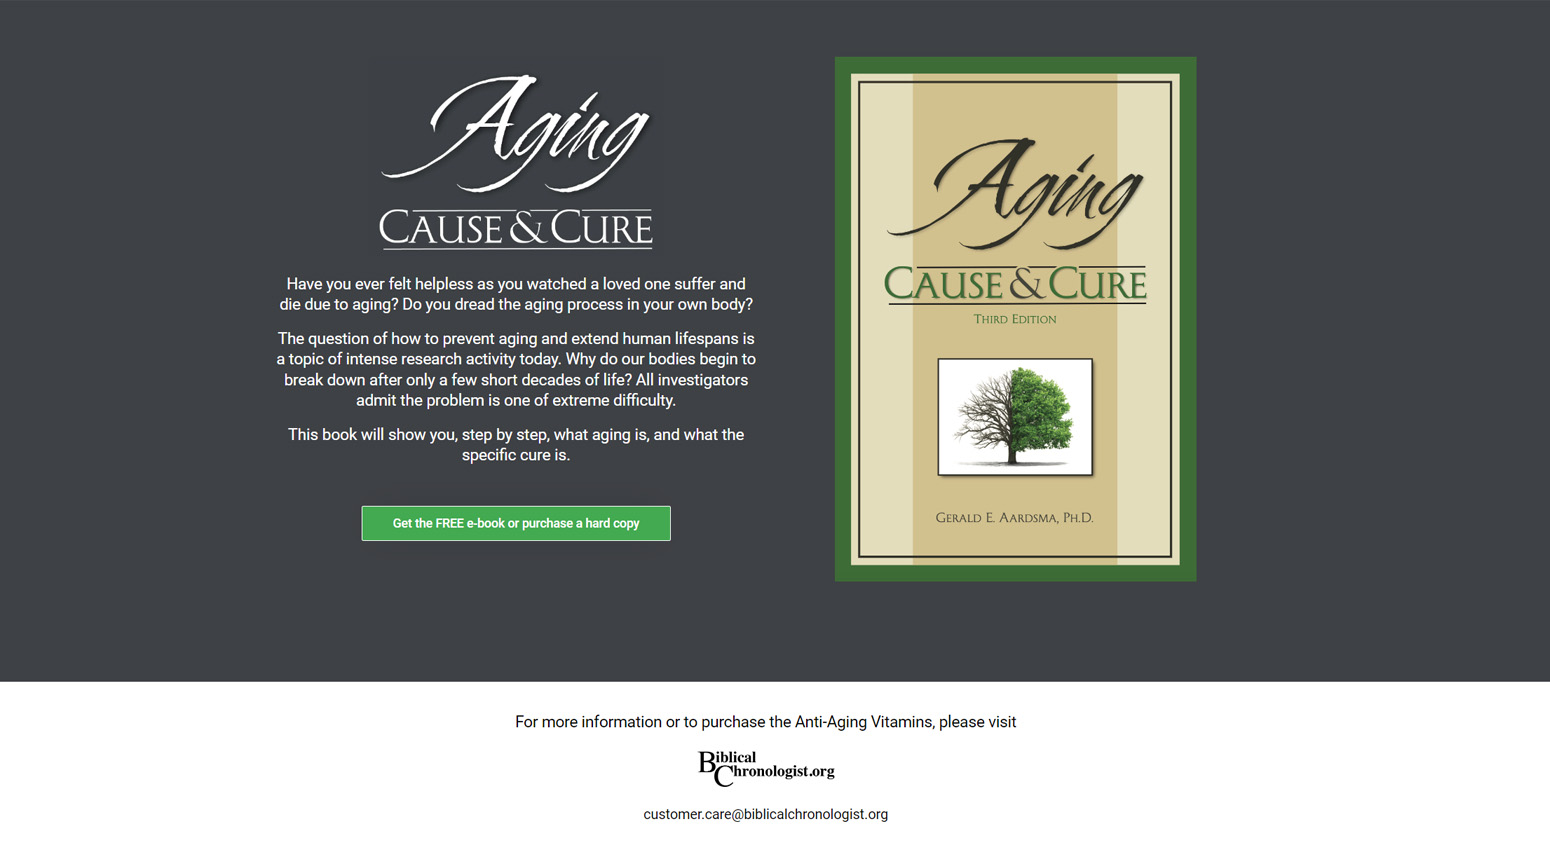 Aging
CAUSE & CURE
Have you ever felt helpless as you watched a loved one suffer and
die due to aging? Do you dread the aging process in your own body?
The question of how to prevent aging and extend human lifespans is
a topic of intense research activity today. Why do our bodies begin to
break down after only a few short decades of life? All investigators
admit the problem is one of extreme difficulty.
This book will show you, step by step, what aging is, and what the
specific cure is.
Get the FREE e-book or purchase a hard copy
Aging
CAUSE & CURE
THIRD EDITION
GERALD E. AARDSMA, PH.D.
For more information or to purchase the Anti-Aging Vitamins, please visit
Biblical
Chronologist.org
customer.care@biblicalchronologist.org